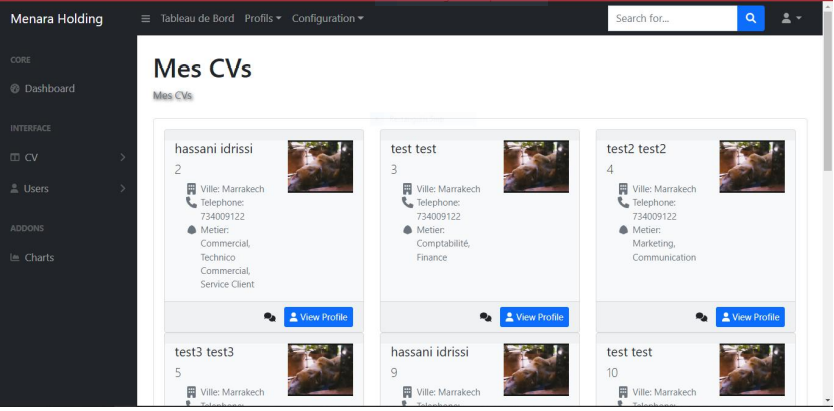 Menara Holding
Tableau de Bord Profils Configuration
Search for...
CORE
Dashboard
INTERFACE
CV
Users
ADDONS
Charts
Mes CVs
Mes CVs
hassani idrissi
2
Ville: Marrakech
Telephone:
734009122
Metier:
Commercial,
Technico
Commercial,
Service Client
View Profile
test test
3
Ville: Marrakech
Telephone:
734009122
Metier:
Comptabilité,
Finance
View Profile
test2 test2
4
Ville: Marrakech
Telephone:
734009122
Metier:
Marketing,
Communication
View Profile
test3 test3
5
Ville: Marrakech
Telephone:
hassani idrissi
9
Ville: Marrakech
Telephone:
test test
10
Ville: Marrakech
Telephone: